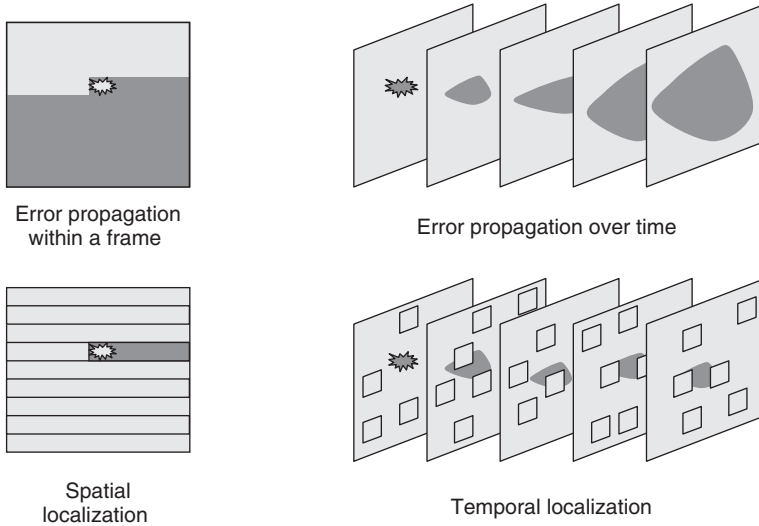 Error propagation
within a frame
Error propagation over time
Spatial
localization
Temporal localization